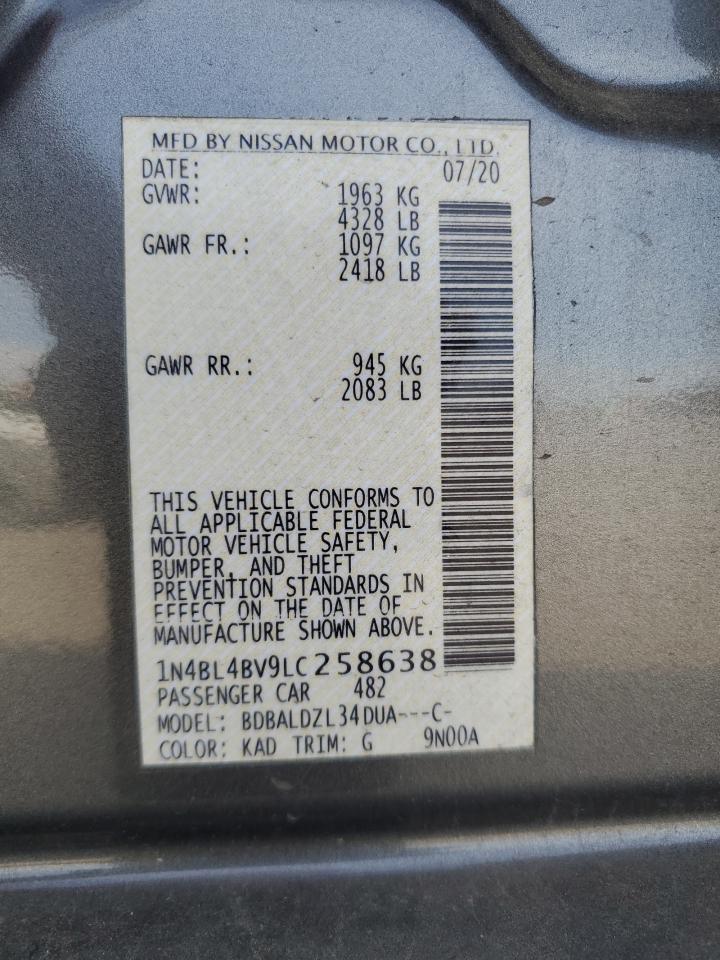 MFD BY NISSAN MOTOR CO., LTD.
DATE: 07/20
GVWR: 1963 KG
4328 LB
GAWR FR.: 1097 KG
2418 LB
GAWR RR.: 945 KG
2083 LB
THIS VEHICLE CONFORMS TO
ALL APPLICABLE FEDERAL
MOTOR VEHICLE SAFETY,
BUMPER, AND THEFT
PREVENTION STANDARDS IN
EFFECT ON THE DATE OF
MANUFACTURE SHOWN ABOVE.
1N4BL4BV9LC258638
PASSENGER CAR 482
MODEL: BDBALDZL34DUA---C-
COLOR: KAD TRIM: G 9N00A